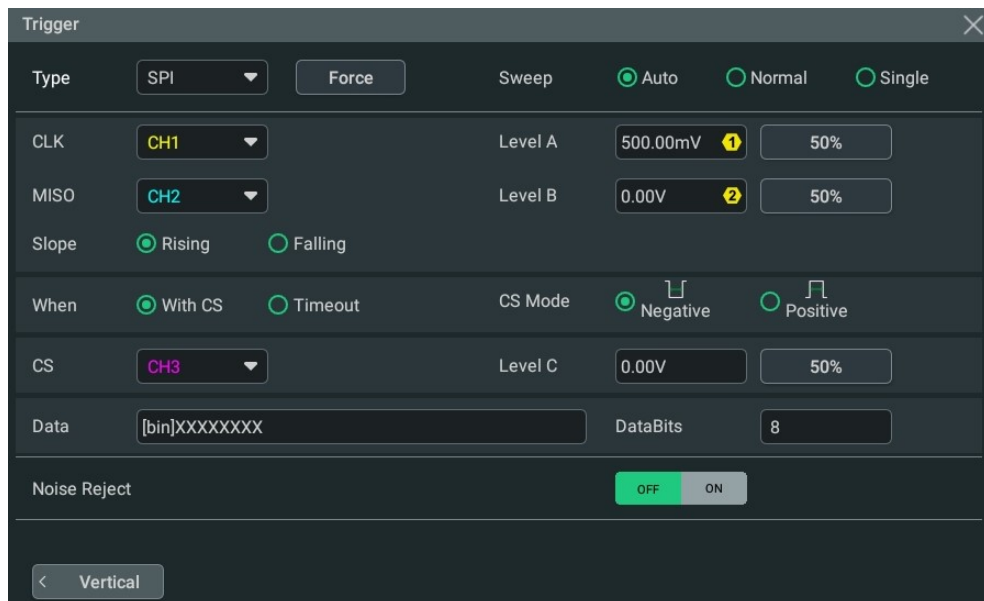 Trigger
Type SPI Force Sweep Auto Normal Single
CLK CH1 Level A 500.00mV 1 50%
MISO CH2 Level B 0.00V 2 50%
Slope Rising Falling
When With CS Timeout CS Mode Negative Positive
CS CH3 Level C 0.00V 50%
Data [bin]XXXXXXXX DataBits 8
Noise Reject OFF ON
< Vertical